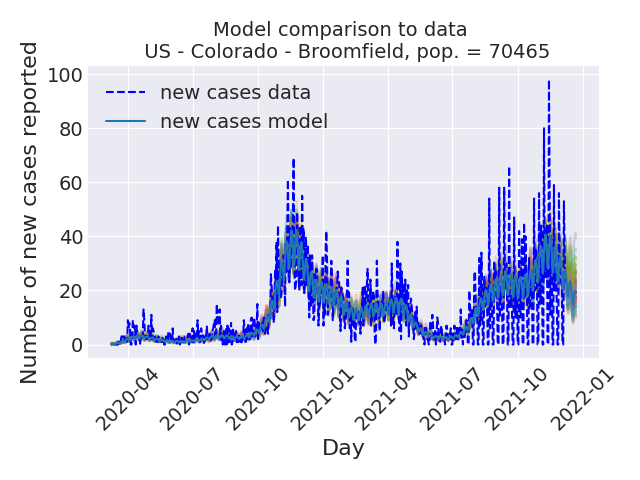 Model comparison to data
US - Colorado - Broomfield, pop. = 70465
Number of new cases reported
100
80
60
40
20
0
new cases data
new cases model
2020-04
2020-07
2020-10
2021-01
2021-04
2021-07
2021-10
2022-01
Day